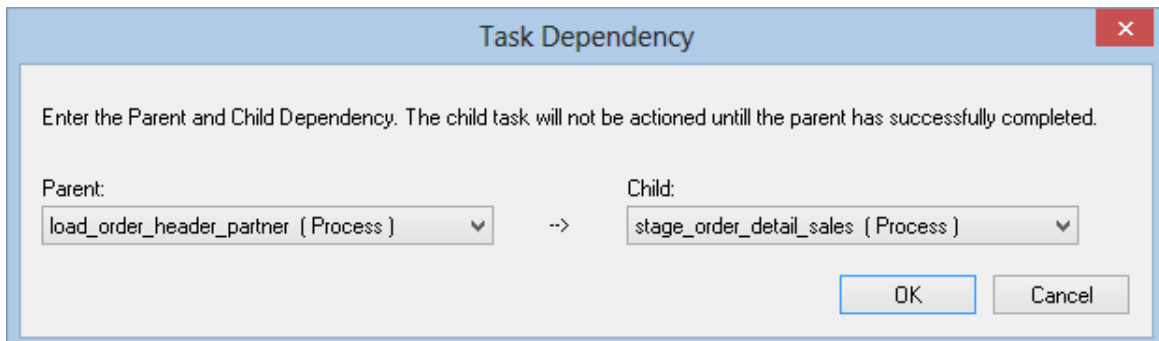 Task Dependency
Enter the Parent and Child Dependency. The child task will not be actioned untill the parent has successfully completed.
Parent:
Child:
load_order_header_partner ( Process )
-->
stage_order_detail_sales ( Process )
OK
Cancel